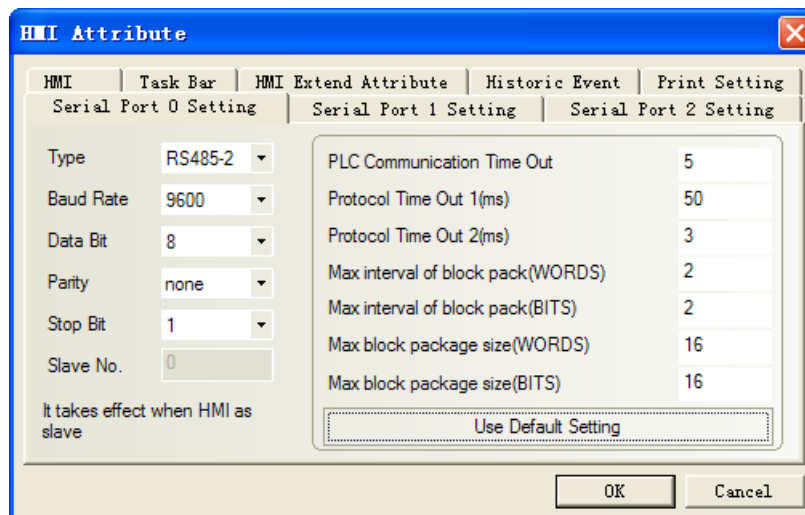 HMI Attribute
HMI Task Bar HMI Extend Attribute Historic Event Print Setting
Serial Port 0 Setting Serial Port 1 Setting Serial Port 2 Setting
Type RS485-2
Baud Rate 9600
Data Bit 8
Parity none
Stop Bit 1
Slave No. 0
It takes effect when HMI as
slave
PLC Communication Time Out 5
Protocol Time Out 1(ms) 50
Protocol Time Out 2(ms) 3
Max interval of block pack(WORDS) 2
Max interval of block pack(BITS) 2
Max block package size(WORDS) 16
Max block package size(BITS) 16
Use Default Setting
OK Cancel